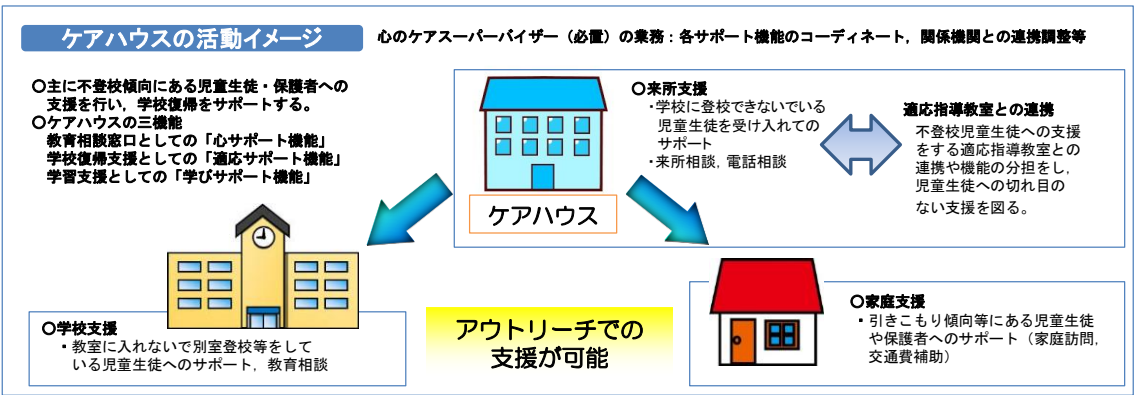 ケアハウスの活動イメージ
心のケアスーパーバイザー（必置）の業務：各サポート機能のコーディネート，関係機関との連携調整等
〇主に不登校傾向にある児童生徒・保護者への
支援を行い，学校復帰をサポートする。
〇ケアハウスの三機能
教育相談窓口としての「心サポート機能」
学校復帰支援としての「適応サポート機能」
学習支援としての「学びサポート機能」
〇来所支援
・学校に登校できないでいる
児童生徒を受け入れての
サポート
・来所相談，電話相談
適応指導教室との連携
不登校児童生徒への支援
をする適応指導教室との
連携や機能の分担をし，
児童生徒への切れ目の
ない支援を図る。
ケアハウス
〇学校支援
・教室に入れないで別室登校等をして
いる児童生徒へのサポート，教育相談
アウトリーチでの
支援が可能
〇家庭支援
・引きこもり傾向等にある児童生徒
や保護者へのサポート（家庭訪問，
交通費補助）